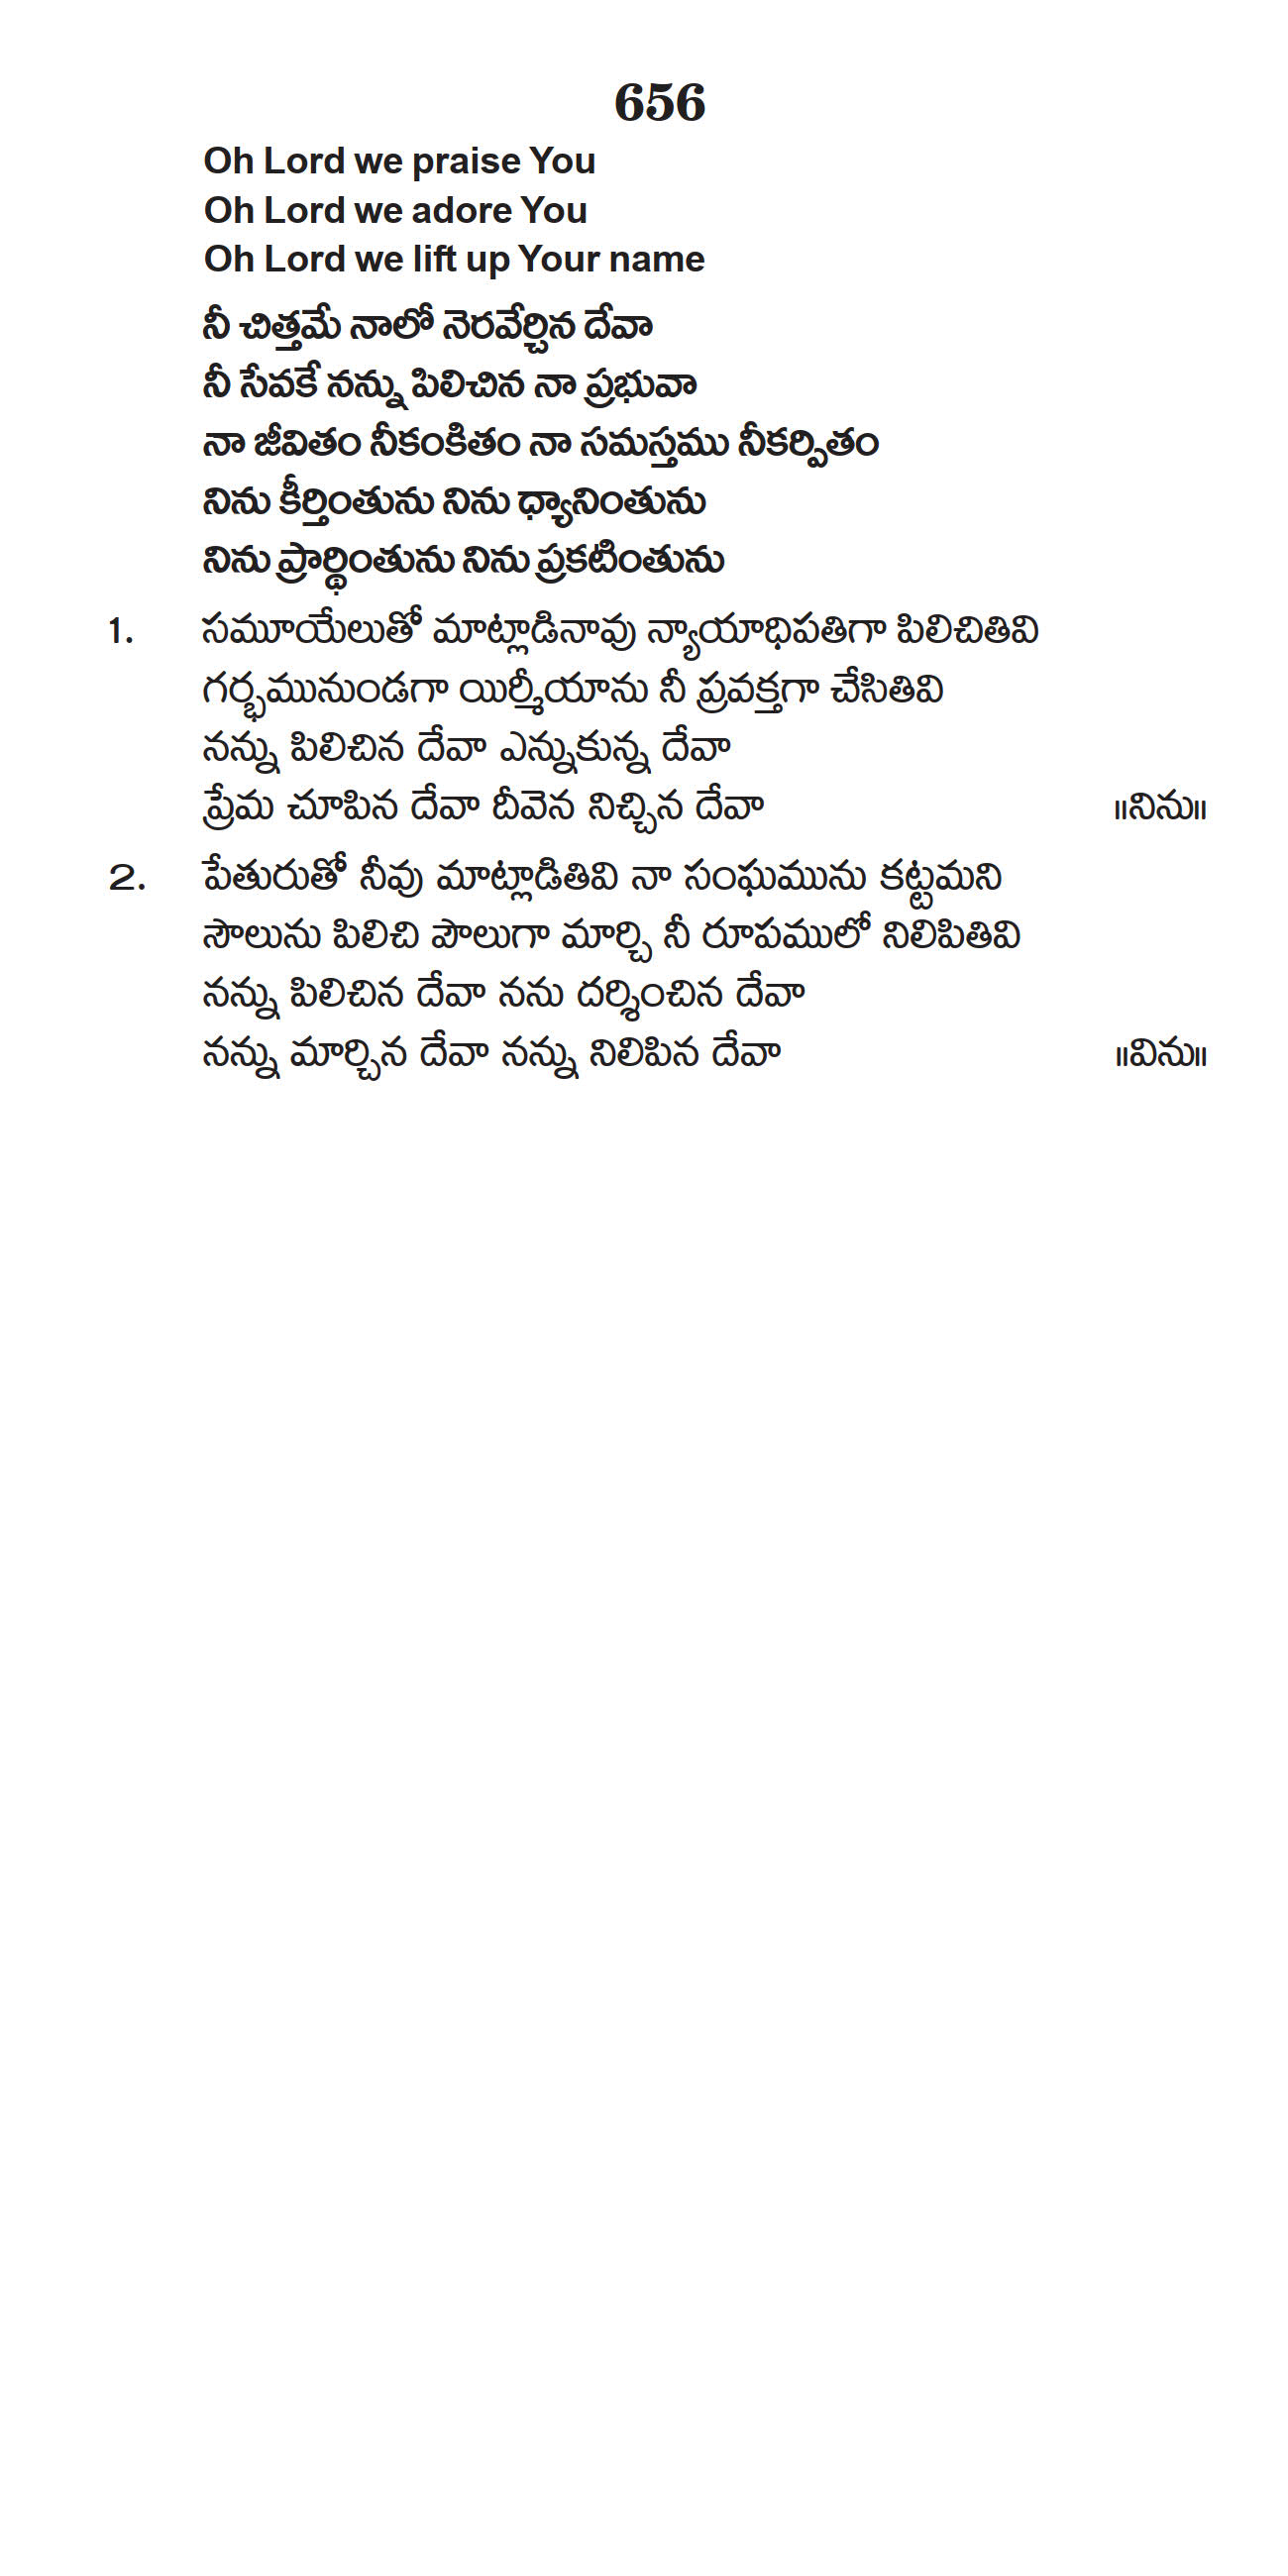 656
Oh Lord we praise You
Oh Lord we adore You
Oh Lord we lift up Your name
నీ చిత్తమే నాలో నెరవేర్చిన దేవా
నీ సేవకే నన్ను పిలిచిన నా ప్రభువా
నా జీవితం నీకంకితం నా సమస్తము నీకర్పితం
నిను కీర్తింతును నిను ధ్యానింతును
నిను ప్రార్థింతును నిను ప్రకటింతును
1. సమూయేలుతో మాట్లాడినావు న్యాయాధిపతిగా పిలిచితివి
గర్భమునుండగా యిర్మీయాను నీ ప్రవక్తగా చేసితివి
నన్ను పిలిచిన దేవా ఎన్నుకున్న దేవా
ప్రేమ చూపిన దేవా దీవెన నిచ్చిన దేవా ॥నిను॥
2. పేతురుతో నీవు మాట్లాడితివి నా సంఘమును కట్టమని
సౌలును పిలిచి పౌలుగా మార్చి నీ రూపములో నిలిపితివి
నన్ను పిలిచిన దేవా నను దర్శించిన దేవా
నన్ను మార్చిన దేవా నన్ను నిలిపిన దేవా ॥విను॥